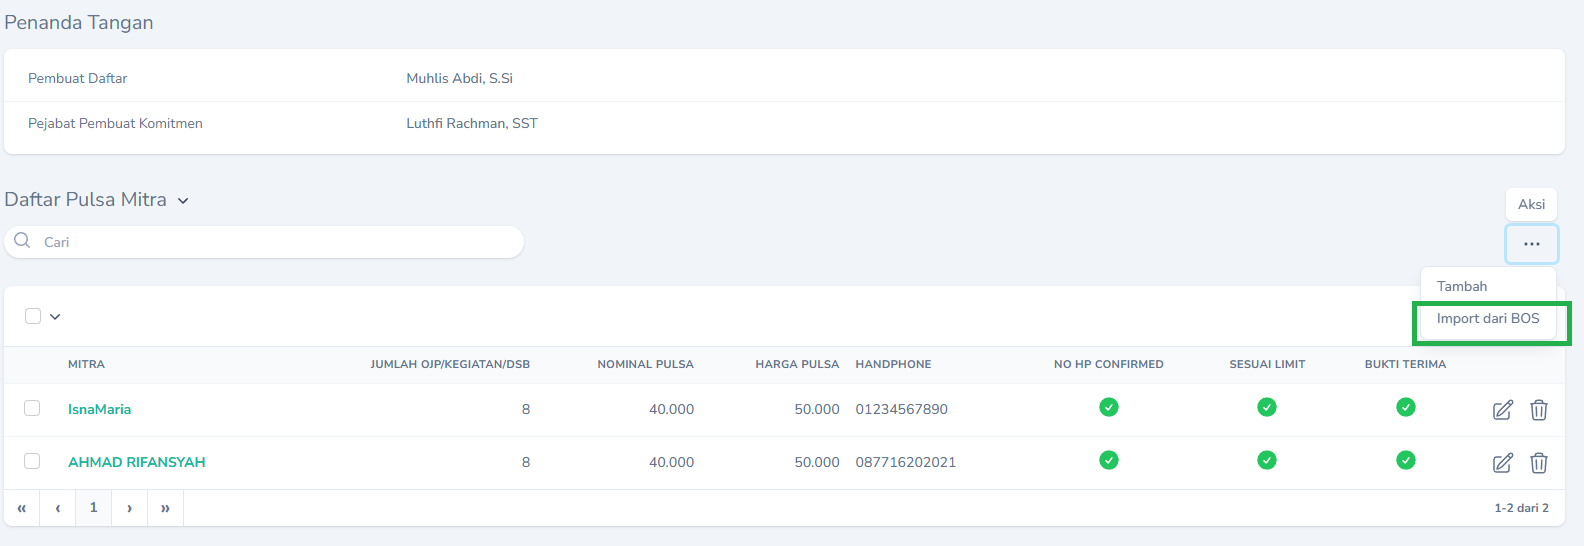 Penanda Tangan
Pembuat Daftar Muhlis Abdi, S.Si
Pejabat Pembuat Komitmen Luthfi Rachman, SST
Daftar Pulsa Mitra
Aksi
Cari
...
Tambah
Import dari BOS
MITRA JUMLAH OJP/KEGIATAN/DSB NOMINAL PULSA HARGA PULSA HANDPHONE NO HP CONFIRMED SESUAI LIMIT BUKTI TERIMA
IsnaMaria 8 40.000 50.000 01234567890
AHMAD RIFANSYAH 8 40.000 50.000 087716202021
« ‹ 1 › » 1-2 dari 2